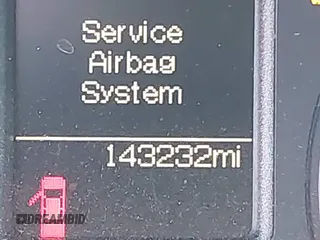 Service
Airbag
System
143232mi
DREAMBID